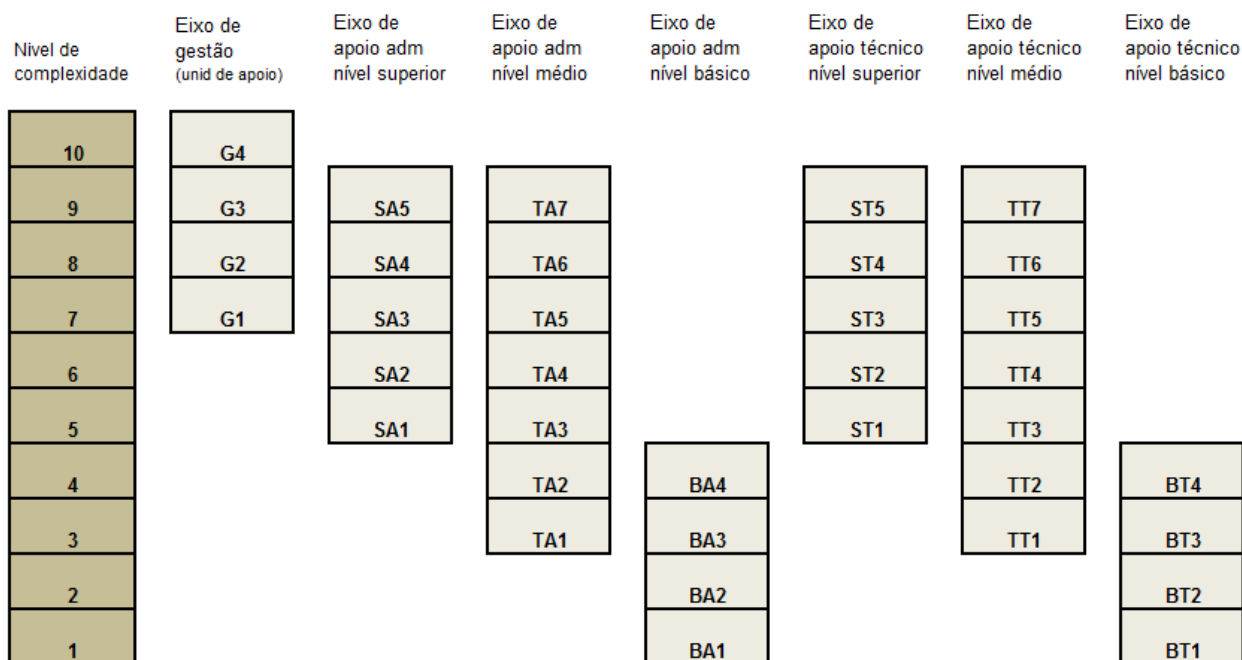 Nivel de
complexidade
Eixo de
gestão
(unid de apoio)
Eixo de
apoio adm
nível superior
Eixo de
apoio adm
nível médio
Eixo de
apoio adm
nível básico
Eixo de
apoio técnico
nível superior
Eixo de
apoio técnico
nível médio
Eixo de
apoio técnico
nível básico
10 G4
9 G3 SA5 TA7 ST5 TT7
8 G2 SA4 TA6 ST4 TT6
7 G1 SA3 TA5 ST3 TT5
6 SA2 TA4 ST2 TT4
5 SA1 TA3 ST1 TT3
4 TA2 BA4 TT2 BT4
3 TA1 BA3 TT1 BT3
2 BA2 BT2
1 BA1 BT1